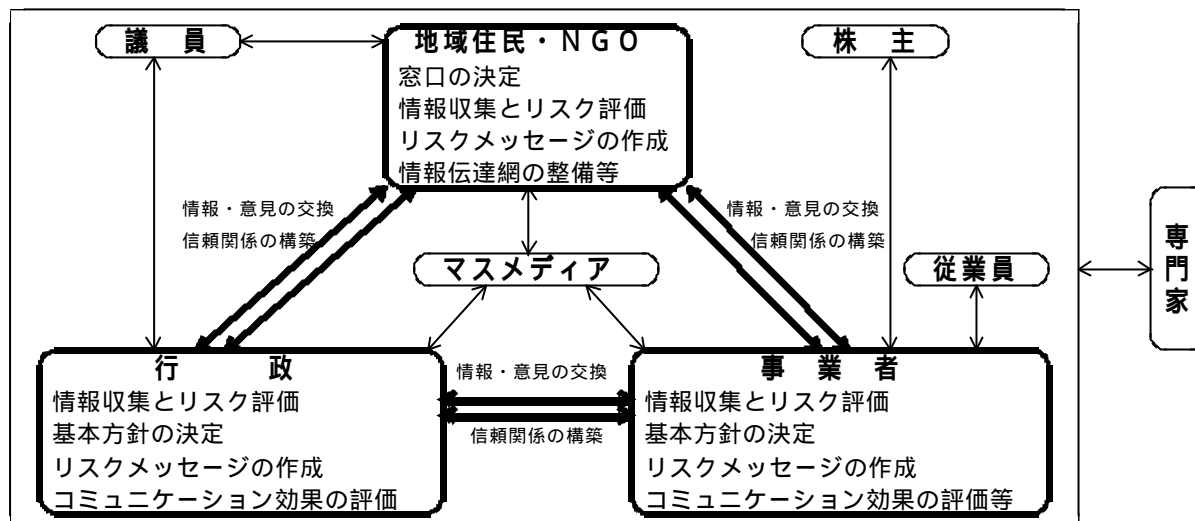 議 員
地域住民・NGO
窓口の決定
情報収集とリスク評価
リスクメッセージの作成
情報伝達網の整備等
株 主
情報・意見の交換
信頼関係の構築
情報・意見の交換
信頼関係の構築
マスメディア
従業員
専門家
行 政
情報収集とリスク評価
基本方針の決定
リスクメッセージの作成
コミュニケーション効果の評価
情報・意見の交換
信頼関係の構築
事 業 者
情報収集とリスク評価
基本方針の決定
リスクメッセージの作成
コミュニケーション効果の評価等